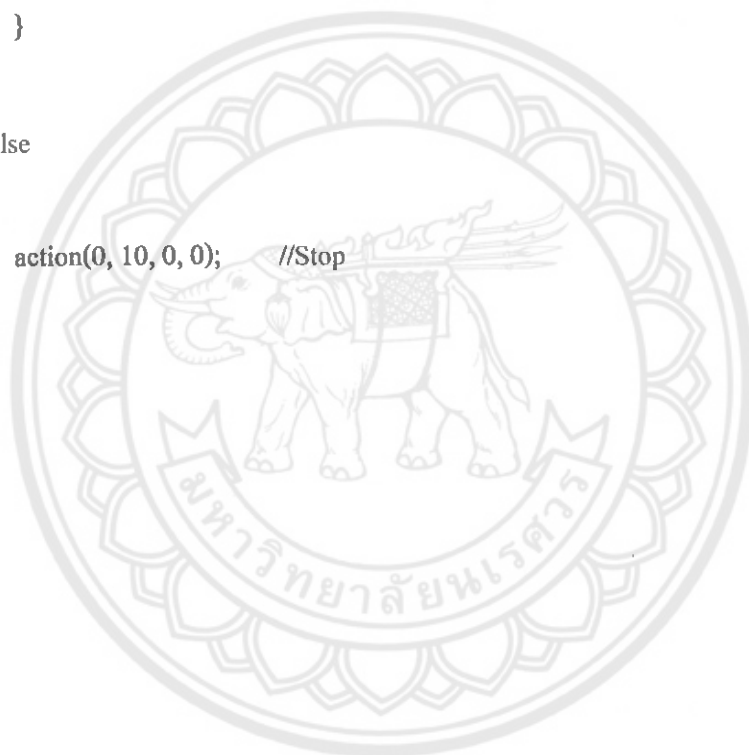 }
lse
action(0, 10, 0, 0); //Stop
มหาวิทยาลัยนเรศวร